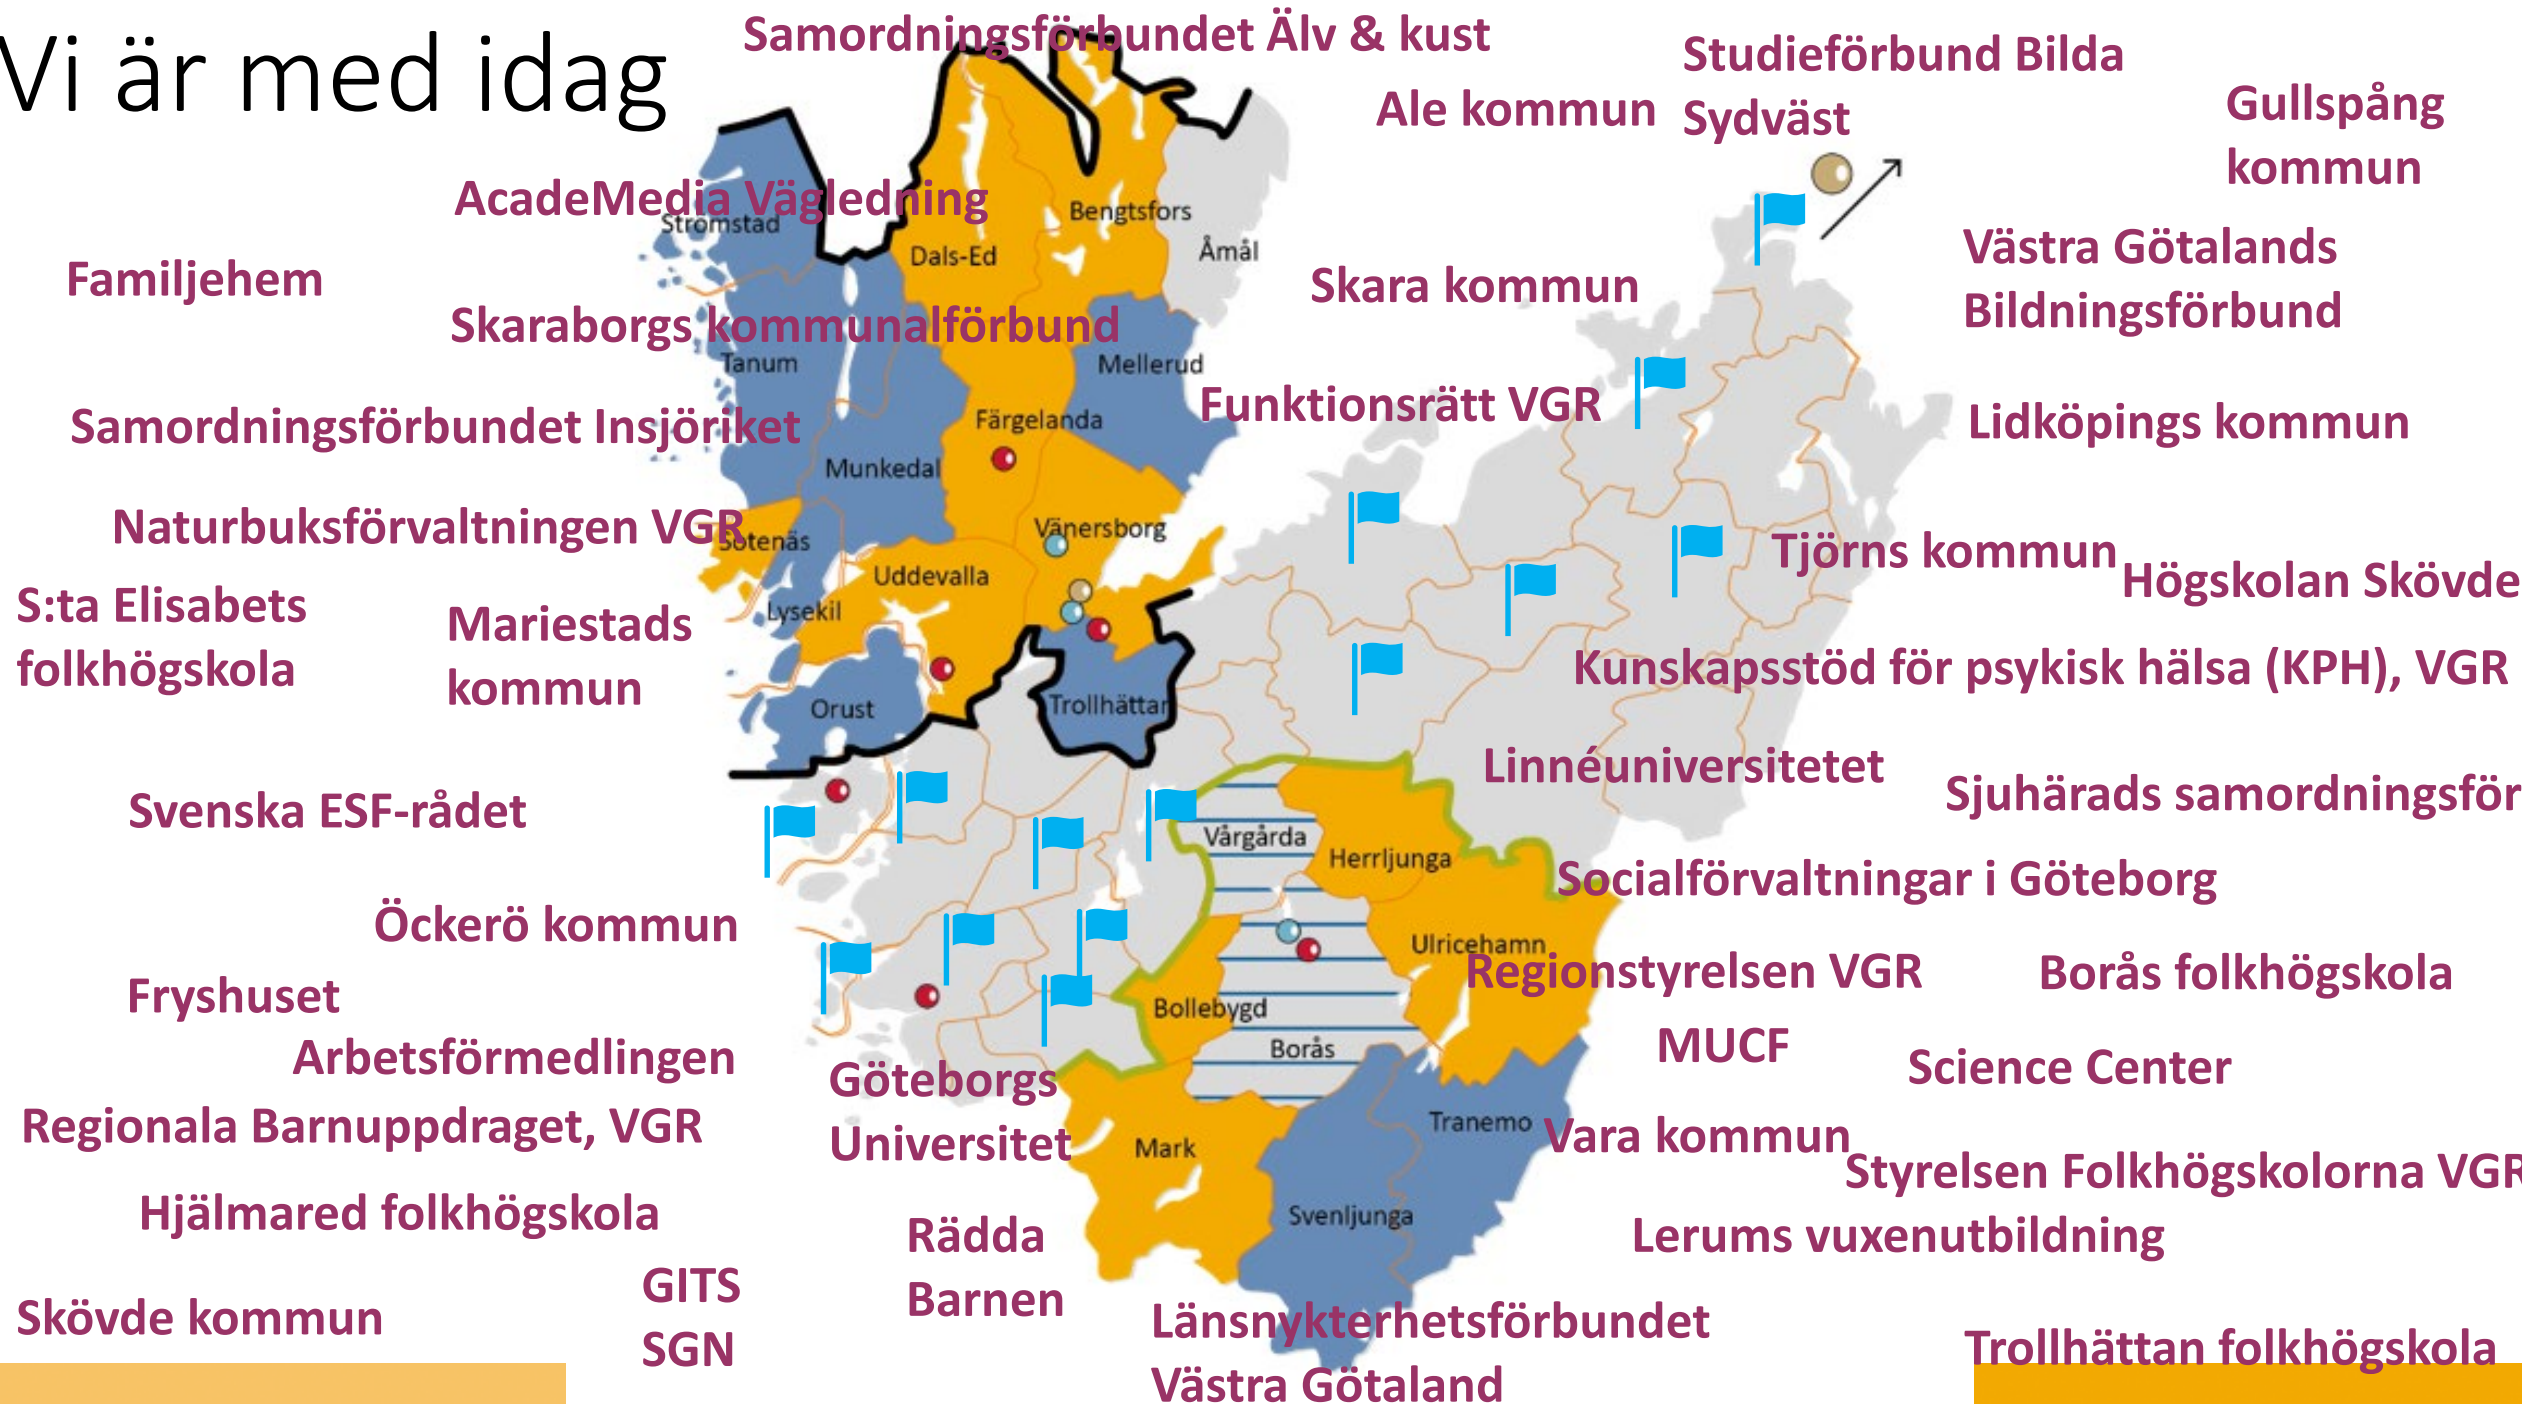 Vi är med idag
Samordningsförbundet Älv & kust
Studieförbund Bilda
Sydväst
Ale kommun
Gullspång
kommun
AcadeMedia Vägledning
Strömstad
Bengtsfors
Dals-Ed
Åmål
Västra Götalands
Bildningsförbund
Familjehem
Skara kommun
Skaraborgs kommunalförbund
Tanum
Mellerud
Funktionsrätt VGR
Samordningsförbundet Insjöriket
Färgelanda
Lidköpings kommun
Munkedal
Naturbuksförvaltningen VGR
Sotenäs
Vänersborg
Tjörns kommun
Högskolan Skövde
Uddevalla
S:ta Elisabets
folkhögskola
Lysekil
Mariestads
kommun
Kunskapsstöd för psykisk hälsa (KPH), VGR
Orust
Trollhättan
Linnéuniversitetet
Sjuhärads samordningsför
Svenska ESF-rådet
Vårgårda
Herrljunga
Socialförvaltningar i Göteborg
Öckerö kommun
Ulricehamn
Regionstyrelsen VGR
Borås folkhögskola
Fryshuset
Bollebygd
Borås
MUCF
Arbetsförmedlingen
Göteborgs
Universitet
Science Center
Regionala Barnuppdraget, VGR
Tranemo
Vara kommun
Mark
Styrelsen Folkhögskolorna VGR
Hjälmared folkhögskola
Svenljunga
Rädda
Barnen
Lerums vuxenutbildning
GITS
SGN
Skövde kommun
Länsnykterhetsförbundet
Västra Götaland
Trollhättan folkhögskola